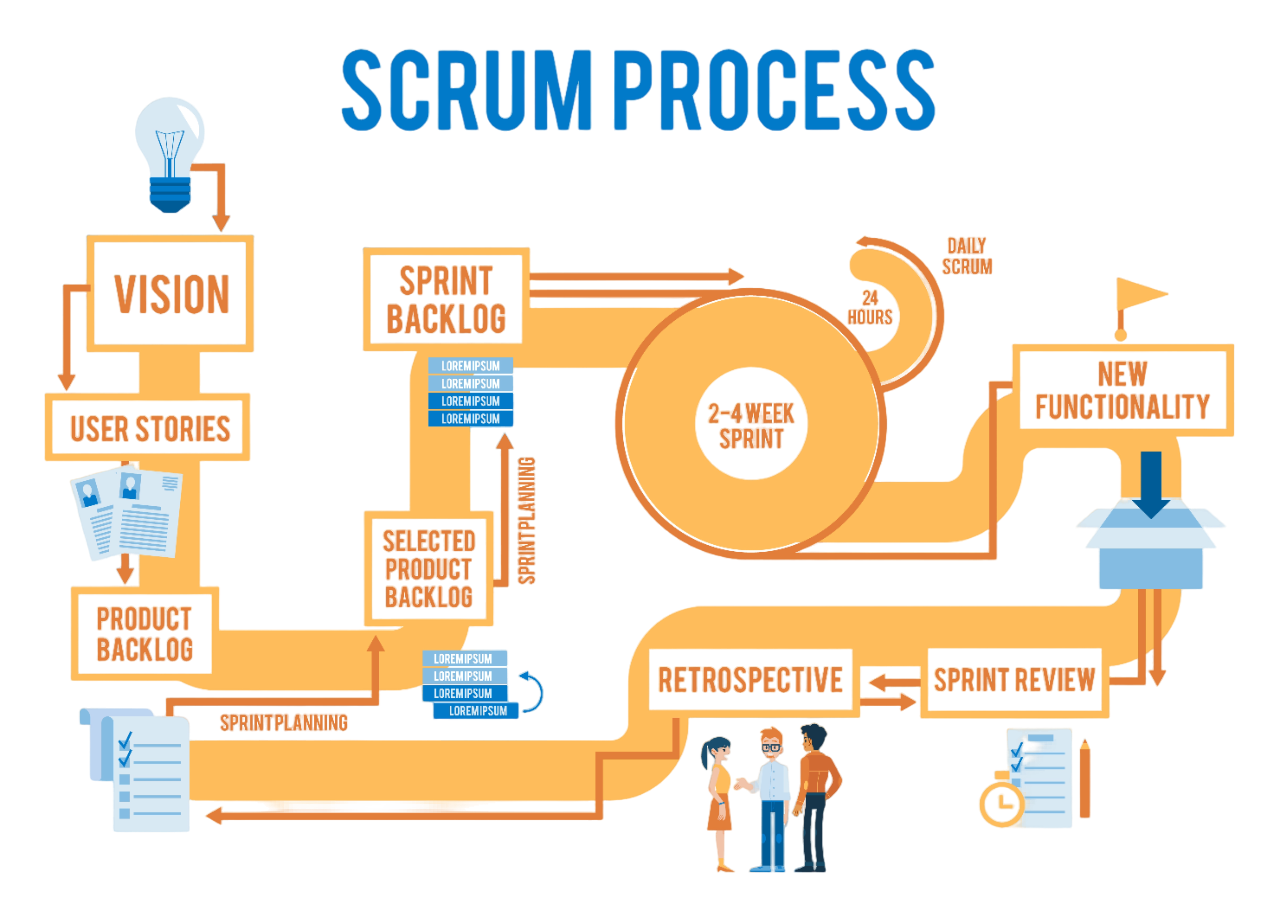 SCRUM PROCESS
VISION
USER STORIES
PRODUCT
BACKLOG
SPRINTPLANNING
SELECTED
PRODUCT
BACKLOG
LOREMIPSUM
LOREMIPSUM
LOREMIPSUM
LOREMIPSUM
SPRINTPLANNING
SPRINT
BACKLOG
LOREMIPSUM
LOREMIPSUM
LOREMIPSUM
LOREMIPSUM
2-4 WEEK
SPRINT
24
HOURS
DAILY
SCRUM
NEW
FUNCTIONALITY
SPRINT REVIEW
RETROSPECTIVE